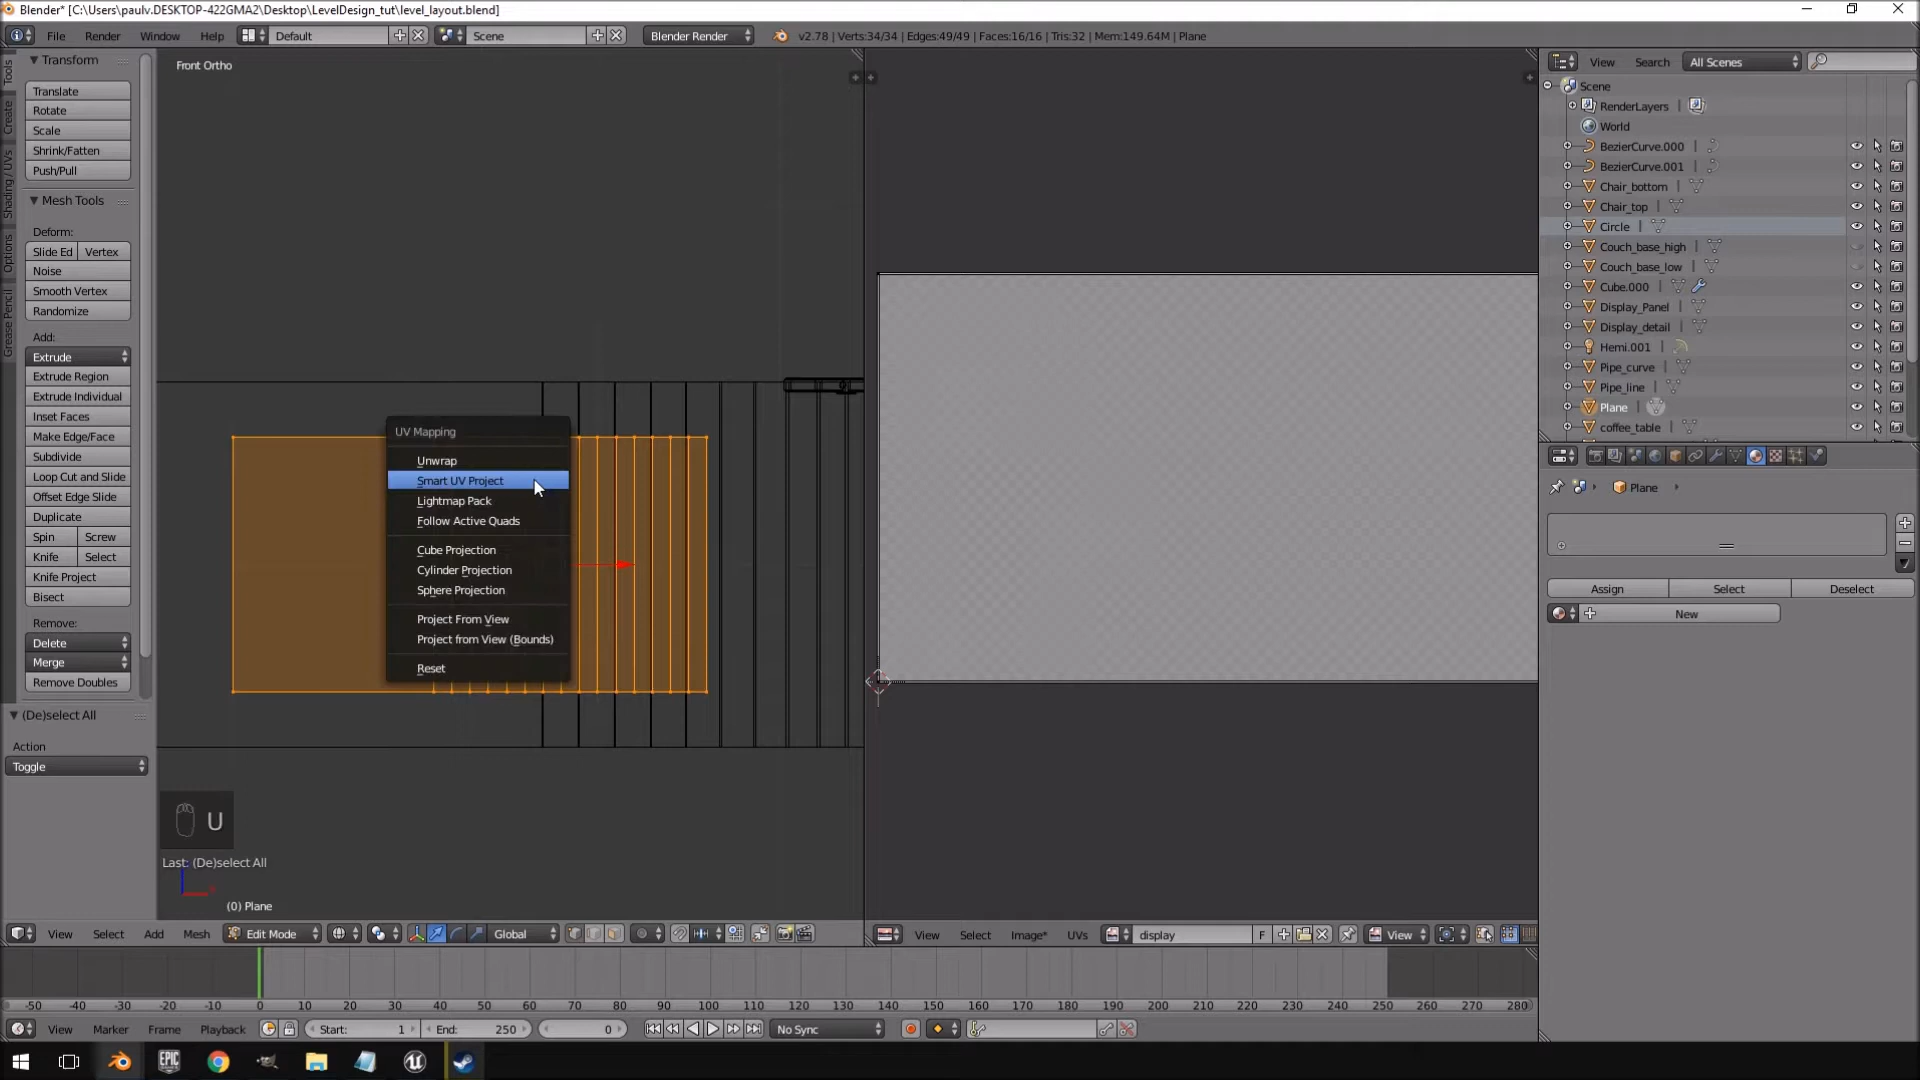 Blender* [C:\Users\paulv.DESKTOP-422GMA2\Desktop\LevelDesign_tut\level_layout.blend]
File Render Window Help Default Scene Blender Render v2.78 | Verts:34/34 | Edges:49/49 | Faces:16/16 | Tris:32 | Mem:149.64M | Plane
Tools
Create
Shading / UVs
Options
Grease Pencil
Transform
Translate
Rotate
Scale
Shrink/Fatten
Push/Pull
Mesh Tools
Deform:
Slide Ed Vertex
Noise
Smooth Vertex
Randomize
Add:
Extrude
Extrude Region
Extrude Individual
Inset Faces
Make Edge/Face
Subdivide
Loop Cut and Slide
Offset Edge Slide
Duplicate
Spin Screw
Knife Select
Knife Project
Bisect
Remove:
Delete
Merge
Remove Doubles
(De)select All
Action
Toggle
Front Ortho
UV Mapping
Unwrap
Smart UV Project
Lightmap Pack
Follow Active Quads
Cube Projection
Cylinder Projection
Sphere Projection
Project From View
Project from View (Bounds)
Reset
U
Last: (De)select All
(0) Plane
View Select Add Mesh Edit Mode Global
View Select Image* UVs display F View
View Search All Scenes
Scene
RenderLayers
World
BezierCurve.000
BezierCurve.001
Chair_bottom
Chair_top
Circle
Couch_base_high
Couch_base_low
Cube.000
Display_Panel
Display_detail
Hemi.001
Pipe_curve
Pipe_line
Plane
coffee_table
Plane
Assign Select Deselect
New
-50 -40 -30 -20 -10 0 10 20 30 40 50 60 70 80 90 100 110 120 130 140 150 160 170 180 190 200 210 220 230 240 250 260 270 280
View Marker Frame Playback Start: 1 End: 250 0 No Sync
EPIC